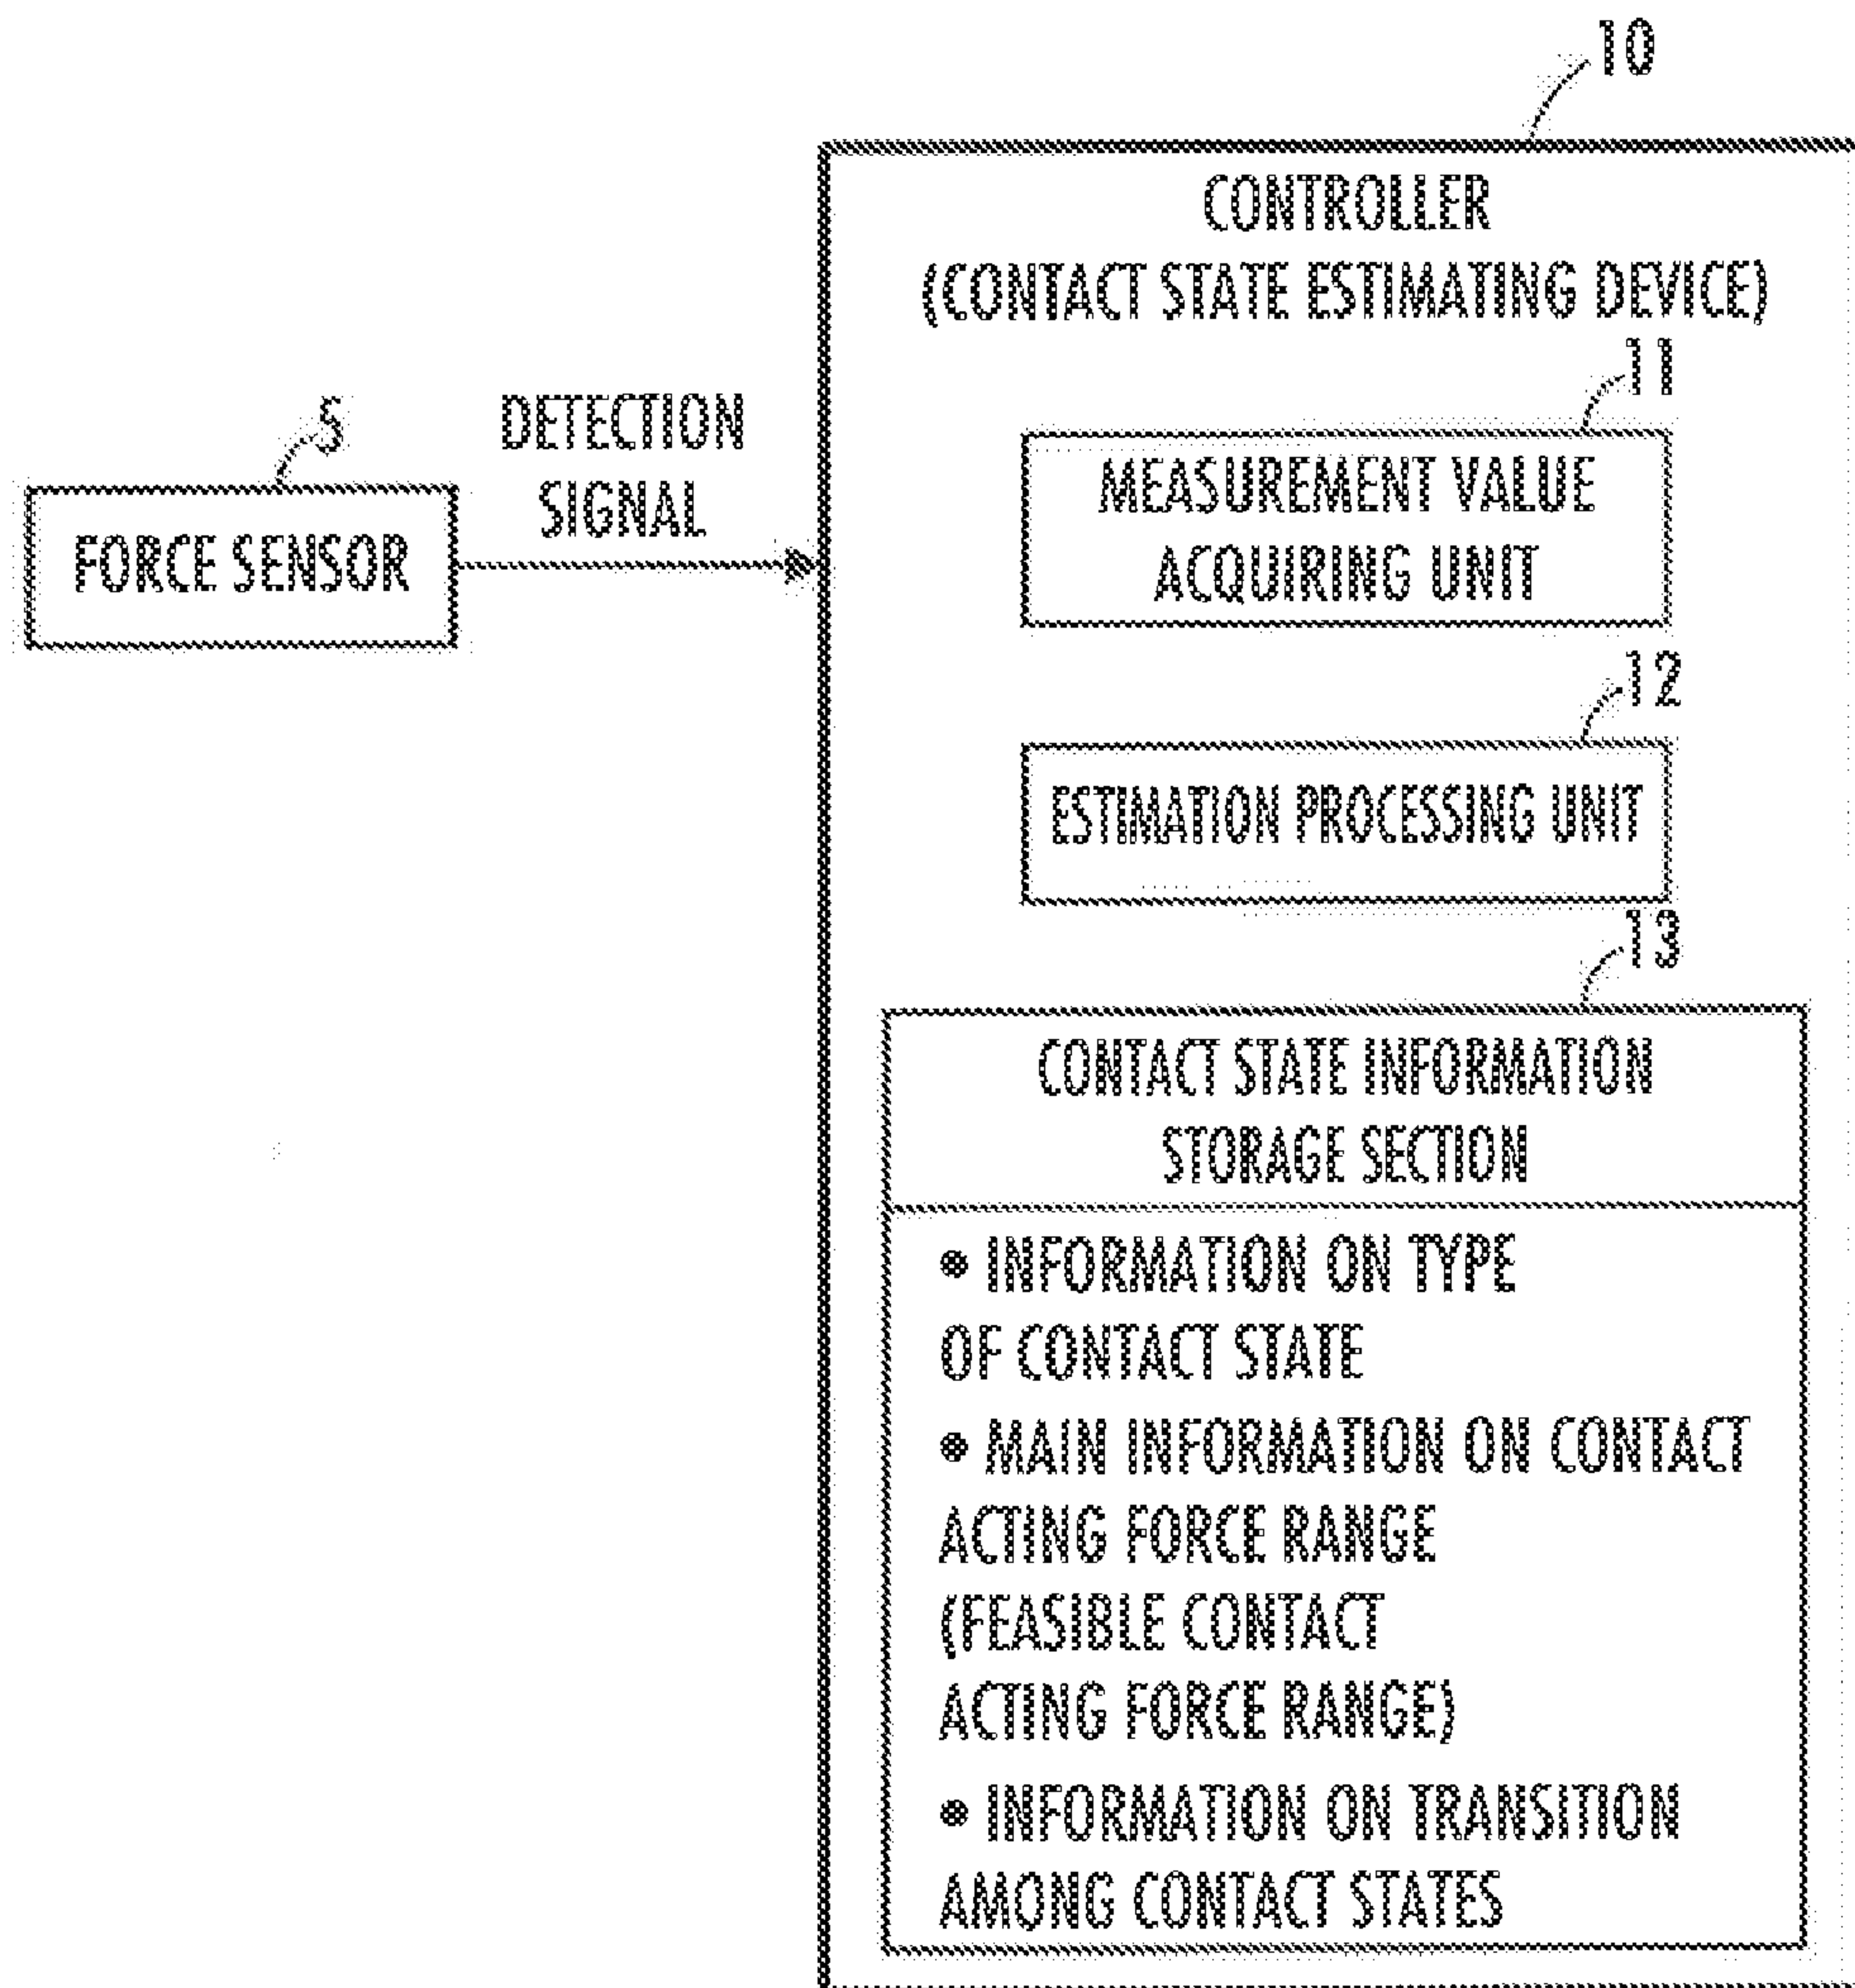 10
CONTROLLER
(CONTACT STATE ESTIMATING DEVICE)
5
DETECTION
SIGNAL
FORCE SENSOR
11
MEASUREMENT VALUE
ACQUIRING UNIT
12
ESTIMATION PROCESSING UNIT
13
CONTACT STATE INFORMATION
STORAGE SECTION
● INFORMATION ON TYPE
OF CONTACT STATE
● MAIN INFORMATION ON CONTACT
ACTING FORCE RANGE
(FEASIBLE CONTACT
ACTING FORCE RANGE)
● INFORMATION ON TRANSITION
AMONG CONTACT STATES